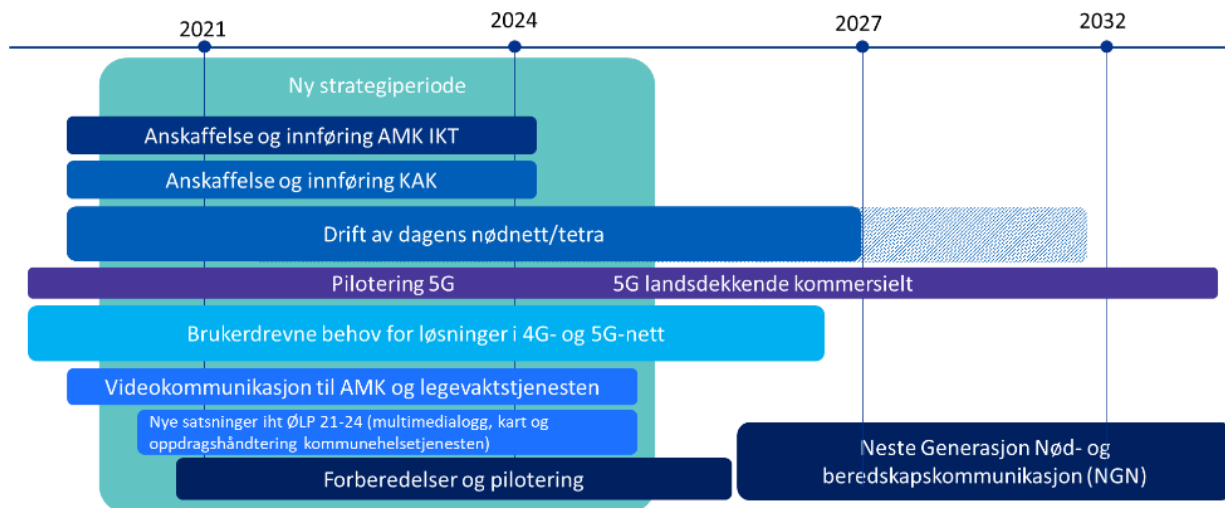 2021
2024
2027
2032
Ny strategiperiode
Anskaffelse og innføring AMK IKT
Anskaffelse og innføring KAK
Drift av dagens nødnett/tetra
Pilotering 5G
5G landsdekkende kommersielt
Brukerdrevne behov for løsninger i 4G- og 5G-nett
Videokommunikasjon til AMK og legevaktstjenesten
Nye satsninger iht ØLP 21-24 (multimedialogg, kart og
oppdragshåndtering kommunehelsetjenesten)
Forberedelser og pilotering
Neste Generasjon Nød- og
beredskapskommunikasjon (NGN)